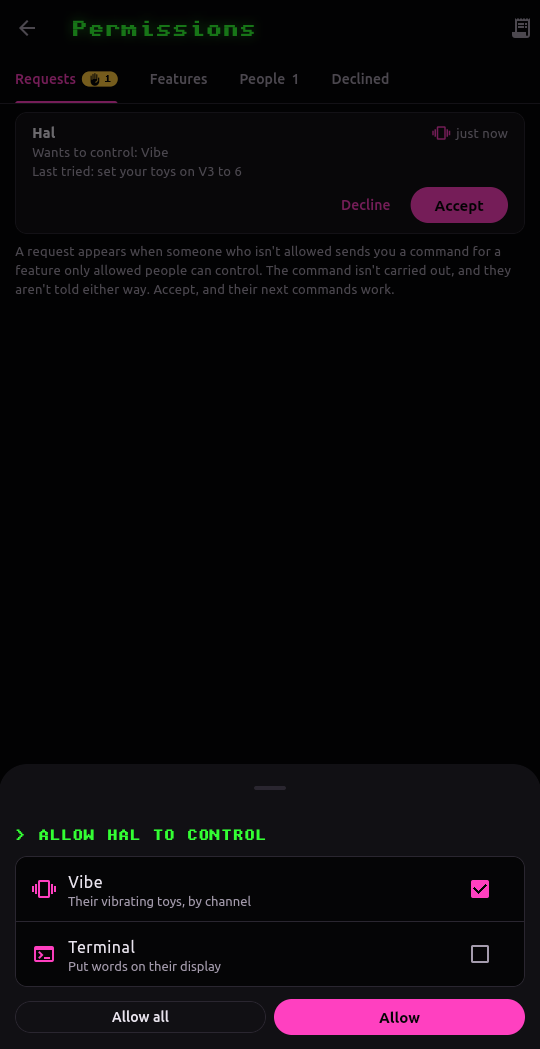 Permissions
Requests 1 Features People 1 Declined
Hal just now
Wants to control: Vibe
Last tried: set your toys on V3 to 6
Decline Accept
A request appears when someone who isn't allowed sends you a command for a
feature only allowed people can control. The command isn't carried out, and they
aren't told either way. Accept, and their next commands work.
> ALLOW HAL TO CONTROL
Vibe
Their vibrating toys, by channel
Terminal
Put words on their display
Allow all Allow